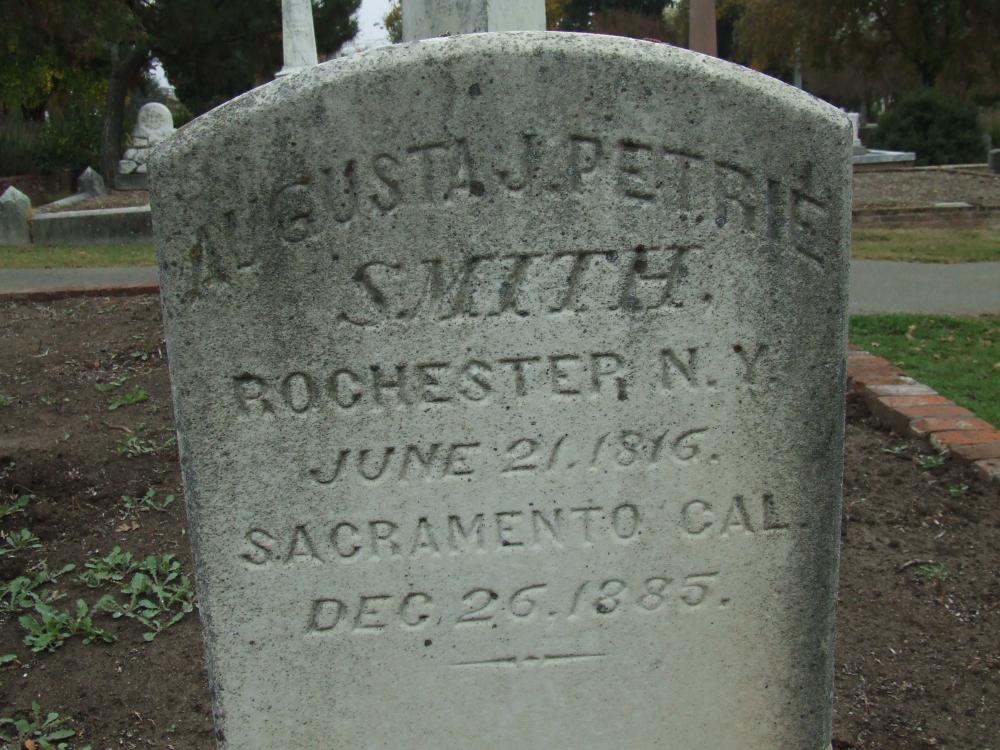 AUGUSTA J. PETRIE
SMITH.
ROCHESTER, N.Y.
JUNE 21, 1816.
SACRAMENTO CAL
DEC. 26, 1885.